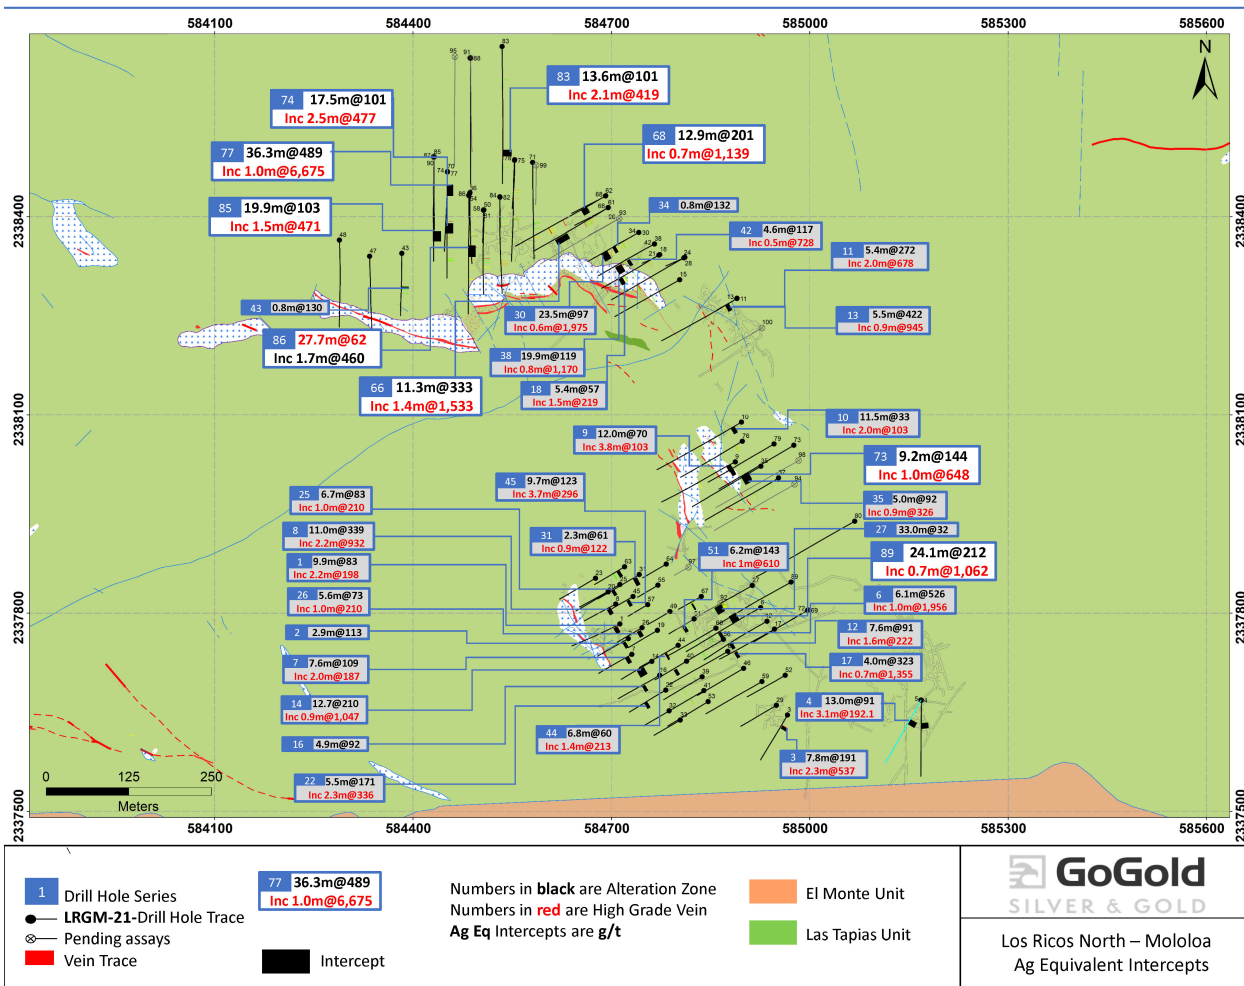 584100 584400 584700 585000 585300 585600
N
2338400 2338400
2338100 2338100
2337800 2337800
2337500 2337500
83 13.6m@101
Inc 2.1m@419
74 17.5m@101
Inc 2.5m@477
68 12.9m@201
Inc 0.7m@1,139
77 36.3m@489
Inc 1.0m@6,675
85 19.9m@103
Inc 1.5m@471
34 0.8m@132
42 4.6m@117
Inc 0.5m@728
11 5.4m@272
Inc 2.0m@678
43 0.8m@130
30 23.5m@97
Inc 0.6m@1,975
13 5.5m@422
Inc 0.9m@945
86 27.7m@62
Inc 1.7m@460
38 19.9m@119
Inc 0.8m@1,170
66 11.3m@333
Inc 1.4m@1,533
18 5.4m@57
Inc 1.5m@219
10 11.5m@33
Inc 2.0m@103
9 12.0m@70
Inc 3.8m@103
73 9.2m@144
Inc 1.0m@648
45 9.7m@123
Inc 3.7m@296
25 6.7m@83
Inc 1.0m@210
35 5.0m@92
Inc 0.9m@326
8 11.0m@339
Inc 2.2m@932
27 33.0m@32
31 2.3m@61
Inc 0.9m@122
51 6.2m@143
Inc 1m@610
89 24.1m@212
Inc 0.7m@1,062
1 9.9m@83
Inc 2.2m@198
26 5.6m@73
Inc 1.0m@210
6 6.1m@526
Inc 1.0m@1,956
2 2.9m@113
12 7.6m@91
Inc 1.6m@222
7 7.6m@109
Inc 2.0m@187
17 4.0m@323
Inc 0.7m@1,355
14 12.7@210
Inc 0.9m@1,047
4 13.0m@91
Inc 3.1m@192.1
16 4.9m@92
44 6.8m@60
Inc 1.4m@213
3 7.8m@191
Inc 2.3m@537
22 5.5m@171
Inc 2.3m@336
0 125 250
Meters
584100 584400 584700 585000 585300 585600
1 Drill Hole Series
LRGM-21-Drill Hole Trace
Pending assays
Vein Trace
77 36.3m@489
Inc 1.0m@6,675
Intercept
Numbers in black are Alteration Zone
Numbers in red are High Grade Vein
Ag Eq Intercepts are g/t
El Monte Unit
Las Tapias Unit
GoGold
SILVER & GOLD
Los Ricos North – Mololoa
Ag Equivalent Intercepts